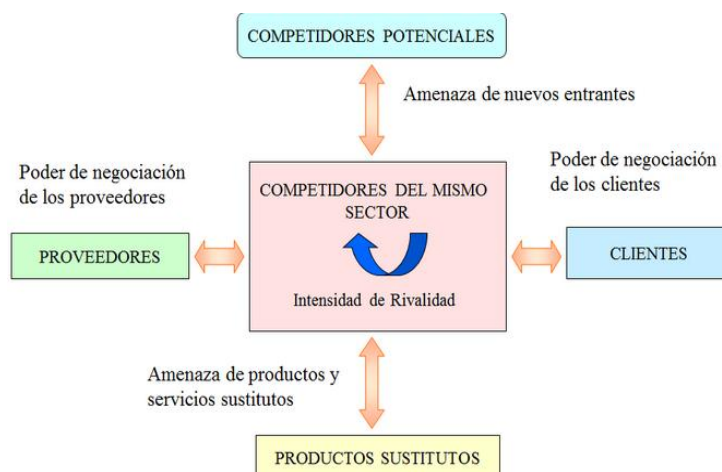 COMPETIDORES POTENCIALES
Amenaza de nuevos entrantes
Poder de negociación
de los proveedores
Poder de negociación
de los clientes
COMPETIDORES DEL MISMO
SECTOR
PROVEEDORES
CLIENTES
Intensidad de Rivalidad
Amenaza de productos y
servicios sustitutos
PRODUCTOS SUSTITUTOS